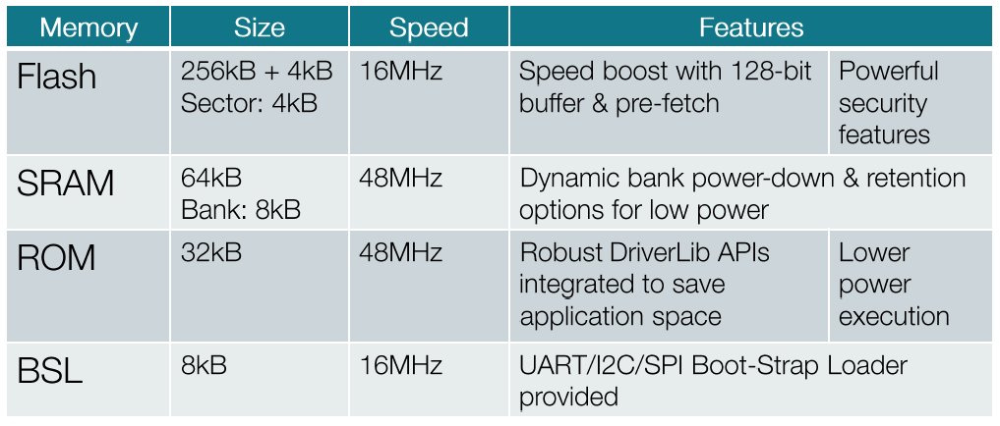 Memory Size Speed Features
Flash 256kB + 4kB 16MHz Speed boost with 128-bit Powerful
Sector: 4kB buffer & pre-fetch security
features
SRAM 64kB 48MHz Dynamic bank power-down & retention
Bank: 8kB options for low power
ROM 32kB 48MHz Robust DriverLib APIs Lower
integrated to save power
application space execution
BSL 8kB 16MHz UART/I2C/SPI Boot-Strap Loader
provided